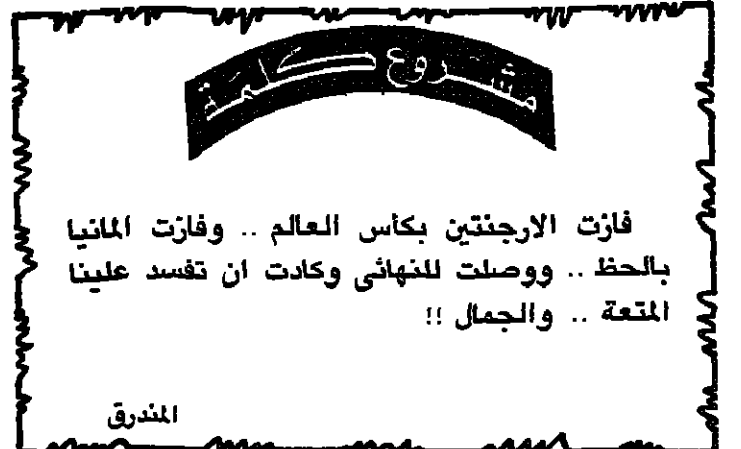 مشروع كلمة
فازت الارجنتين بكأس العالم .. وفازت المانيا
بالحظ .. ووصلت للنهائى وكادت ان تفسد علينا
المتعة .. والجمال !!
المندرق